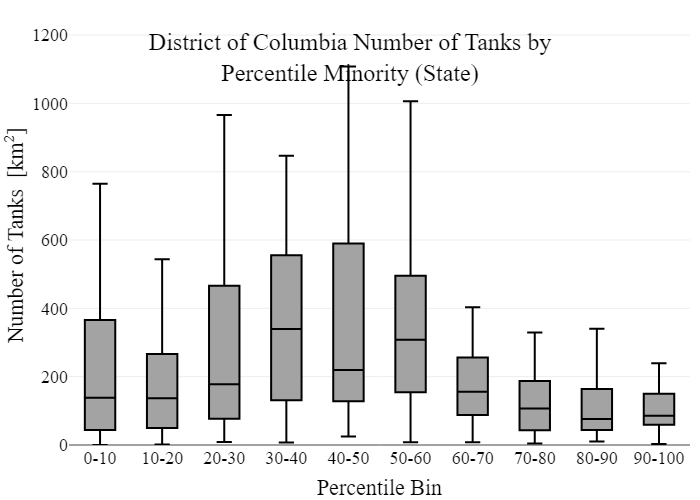 District of Columbia Number of Tanks by
Percentile Minority (State)
Number of Tanks [km²]
1200
1000
800
600
400
200
0
0-10 10-20 20-30 30-40 40-50 50-60 60-70 70-80 80-90 90-100
Percentile Bin